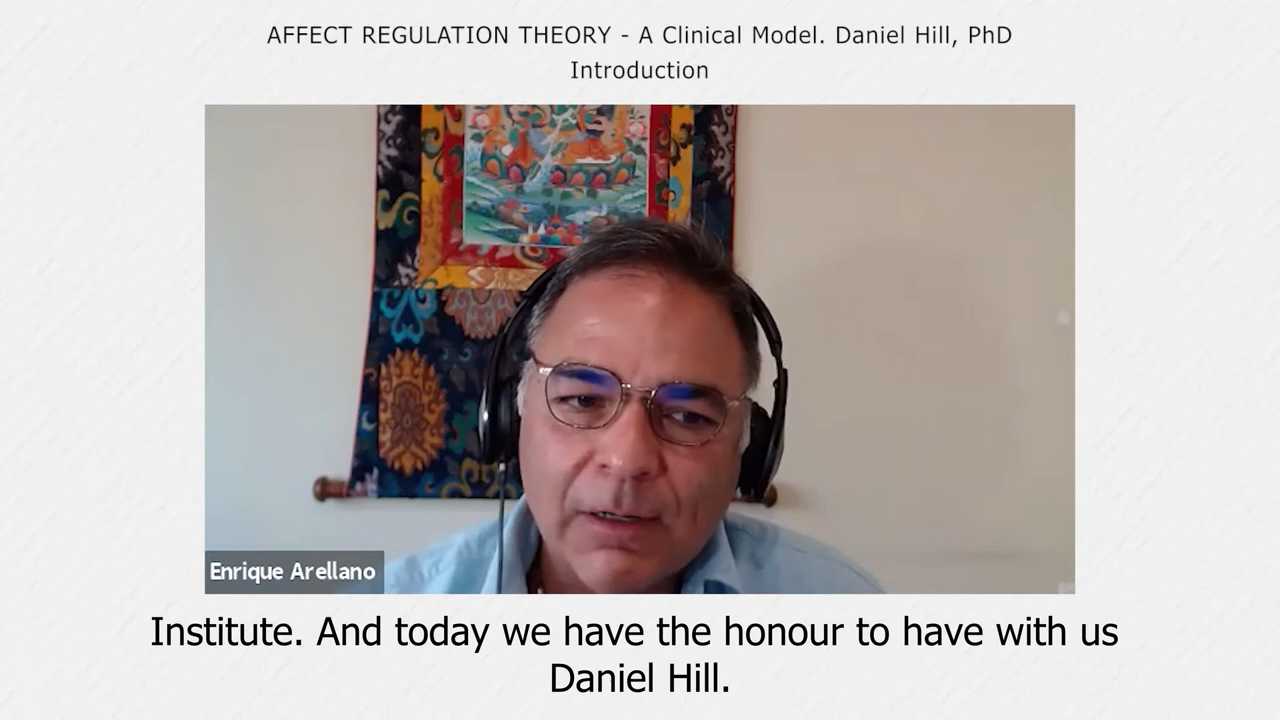 AFFECT REGULATION THEORY - A Clinical Model. Daniel Hill, PhD
Introduction
Enrique Arellano
Institute. And today we have the honour to have with us
Daniel Hill.